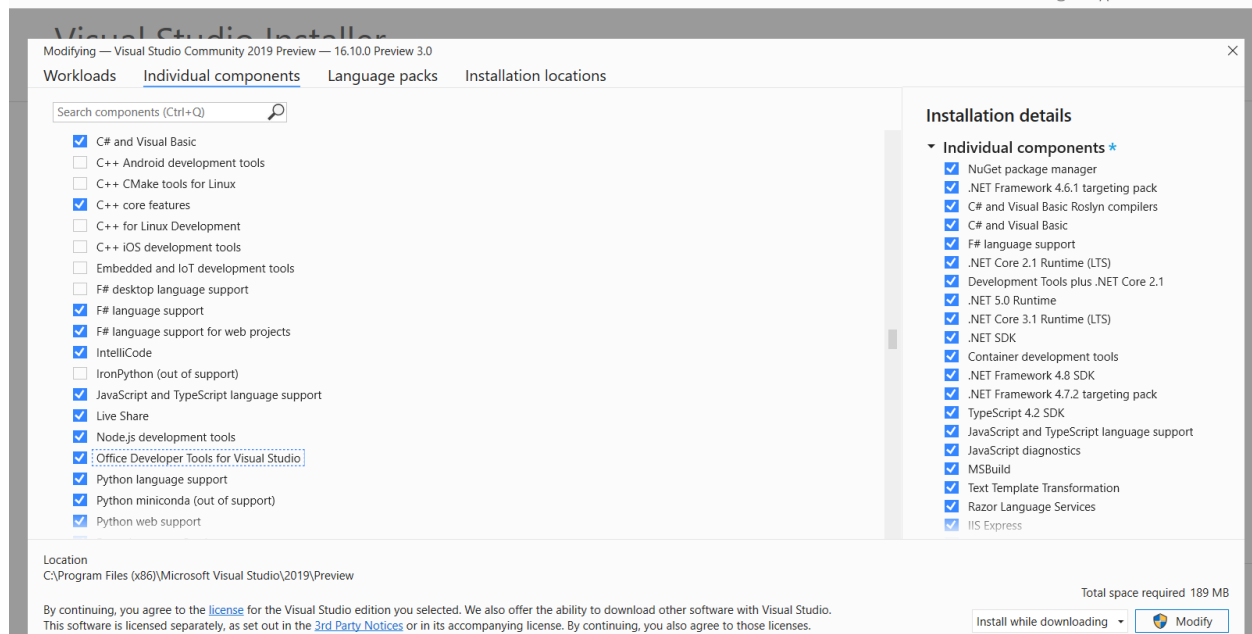 Visual Studio Installer
Modifying — Visual Studio Community 2019 Preview — 16.10.0 Preview 3.0
Workloads Individual components Language packs Installation locations
Search components (Ctrl+Q)
C# and Visual Basic
C++ Android development tools
C++ CMake tools for Linux
C++ core features
C++ for Linux Development
C++ iOS development tools
Embedded and IoT development tools
F# desktop language support
F# language support
F# language support for web projects
IntelliCode
IronPython (out of support)
JavaScript and TypeScript language support
Live Share
Node.js development tools
Office Developer Tools for Visual Studio
Python language support
Python miniconda (out of support)
Python web support
Installation details
Individual components *
NuGet package manager
.NET Framework 4.6.1 targeting pack
C# and Visual Basic Roslyn compilers
C# and Visual Basic
F# language support
.NET Core 2.1 Runtime (LTS)
Development Tools plus .NET Core 2.1
.NET 5.0 Runtime
.NET Core 3.1 Runtime (LTS)
.NET SDK
Container development tools
.NET Framework 4.8 SDK
.NET Framework 4.7.2 targeting pack
TypeScript 4.2 SDK
JavaScript and TypeScript language support
JavaScript diagnostics
MSBuild
Text Template Transformation
Razor Language Services
IIS Express
Location
C:\Program Files (x86)\Microsoft Visual Studio\2019\Preview
Total space required 189 MB
By continuing, you agree to the license for the Visual Studio edition you selected. We also offer the ability to download other software with Visual Studio.
This software is licensed separately, as set out in the 3rd Party Notices or in its accompanying license. By continuing, you also agree to those licenses.
Install while downloading
Modify